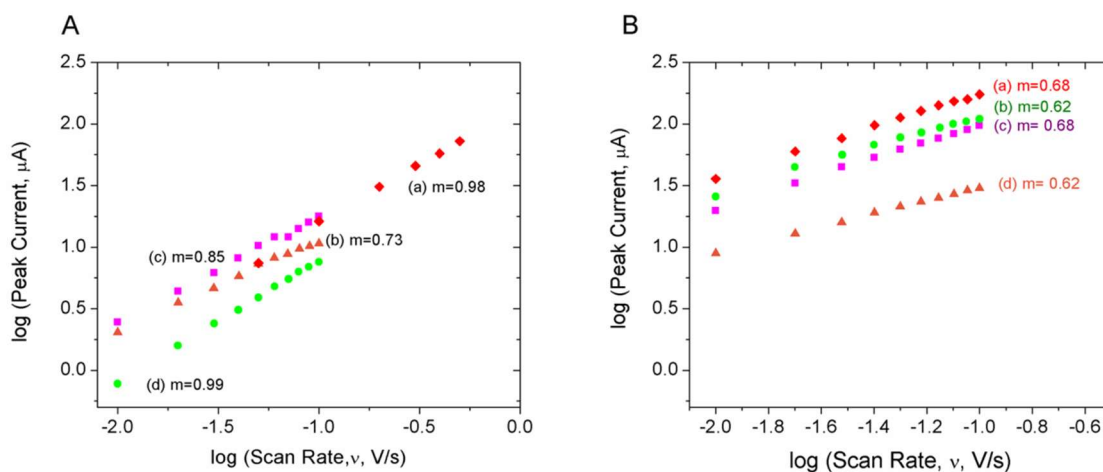 A
log (Peak Current, μA)
2.5
2.0
1.5
1.0
0.5
0.0
(a) m=0.98
(b) m=0.73
(c) m=0.85
(d) m=0.99
-2.0 -1.5 -1.0 -0.5 0.0
log (Scan Rate,ν, V/s)
B
log (Peak Current, μA)
2.5
2.0
1.5
1.0
0.5
0.0
(a) m=0.68
(b) m=0.62
(c) m= 0.68
(d) m= 0.62
-2.0 -1.8 -1.6 -1.4 -1.2 -1.0 -0.8 -0.6
log (Scan Rate, ν, V/s)